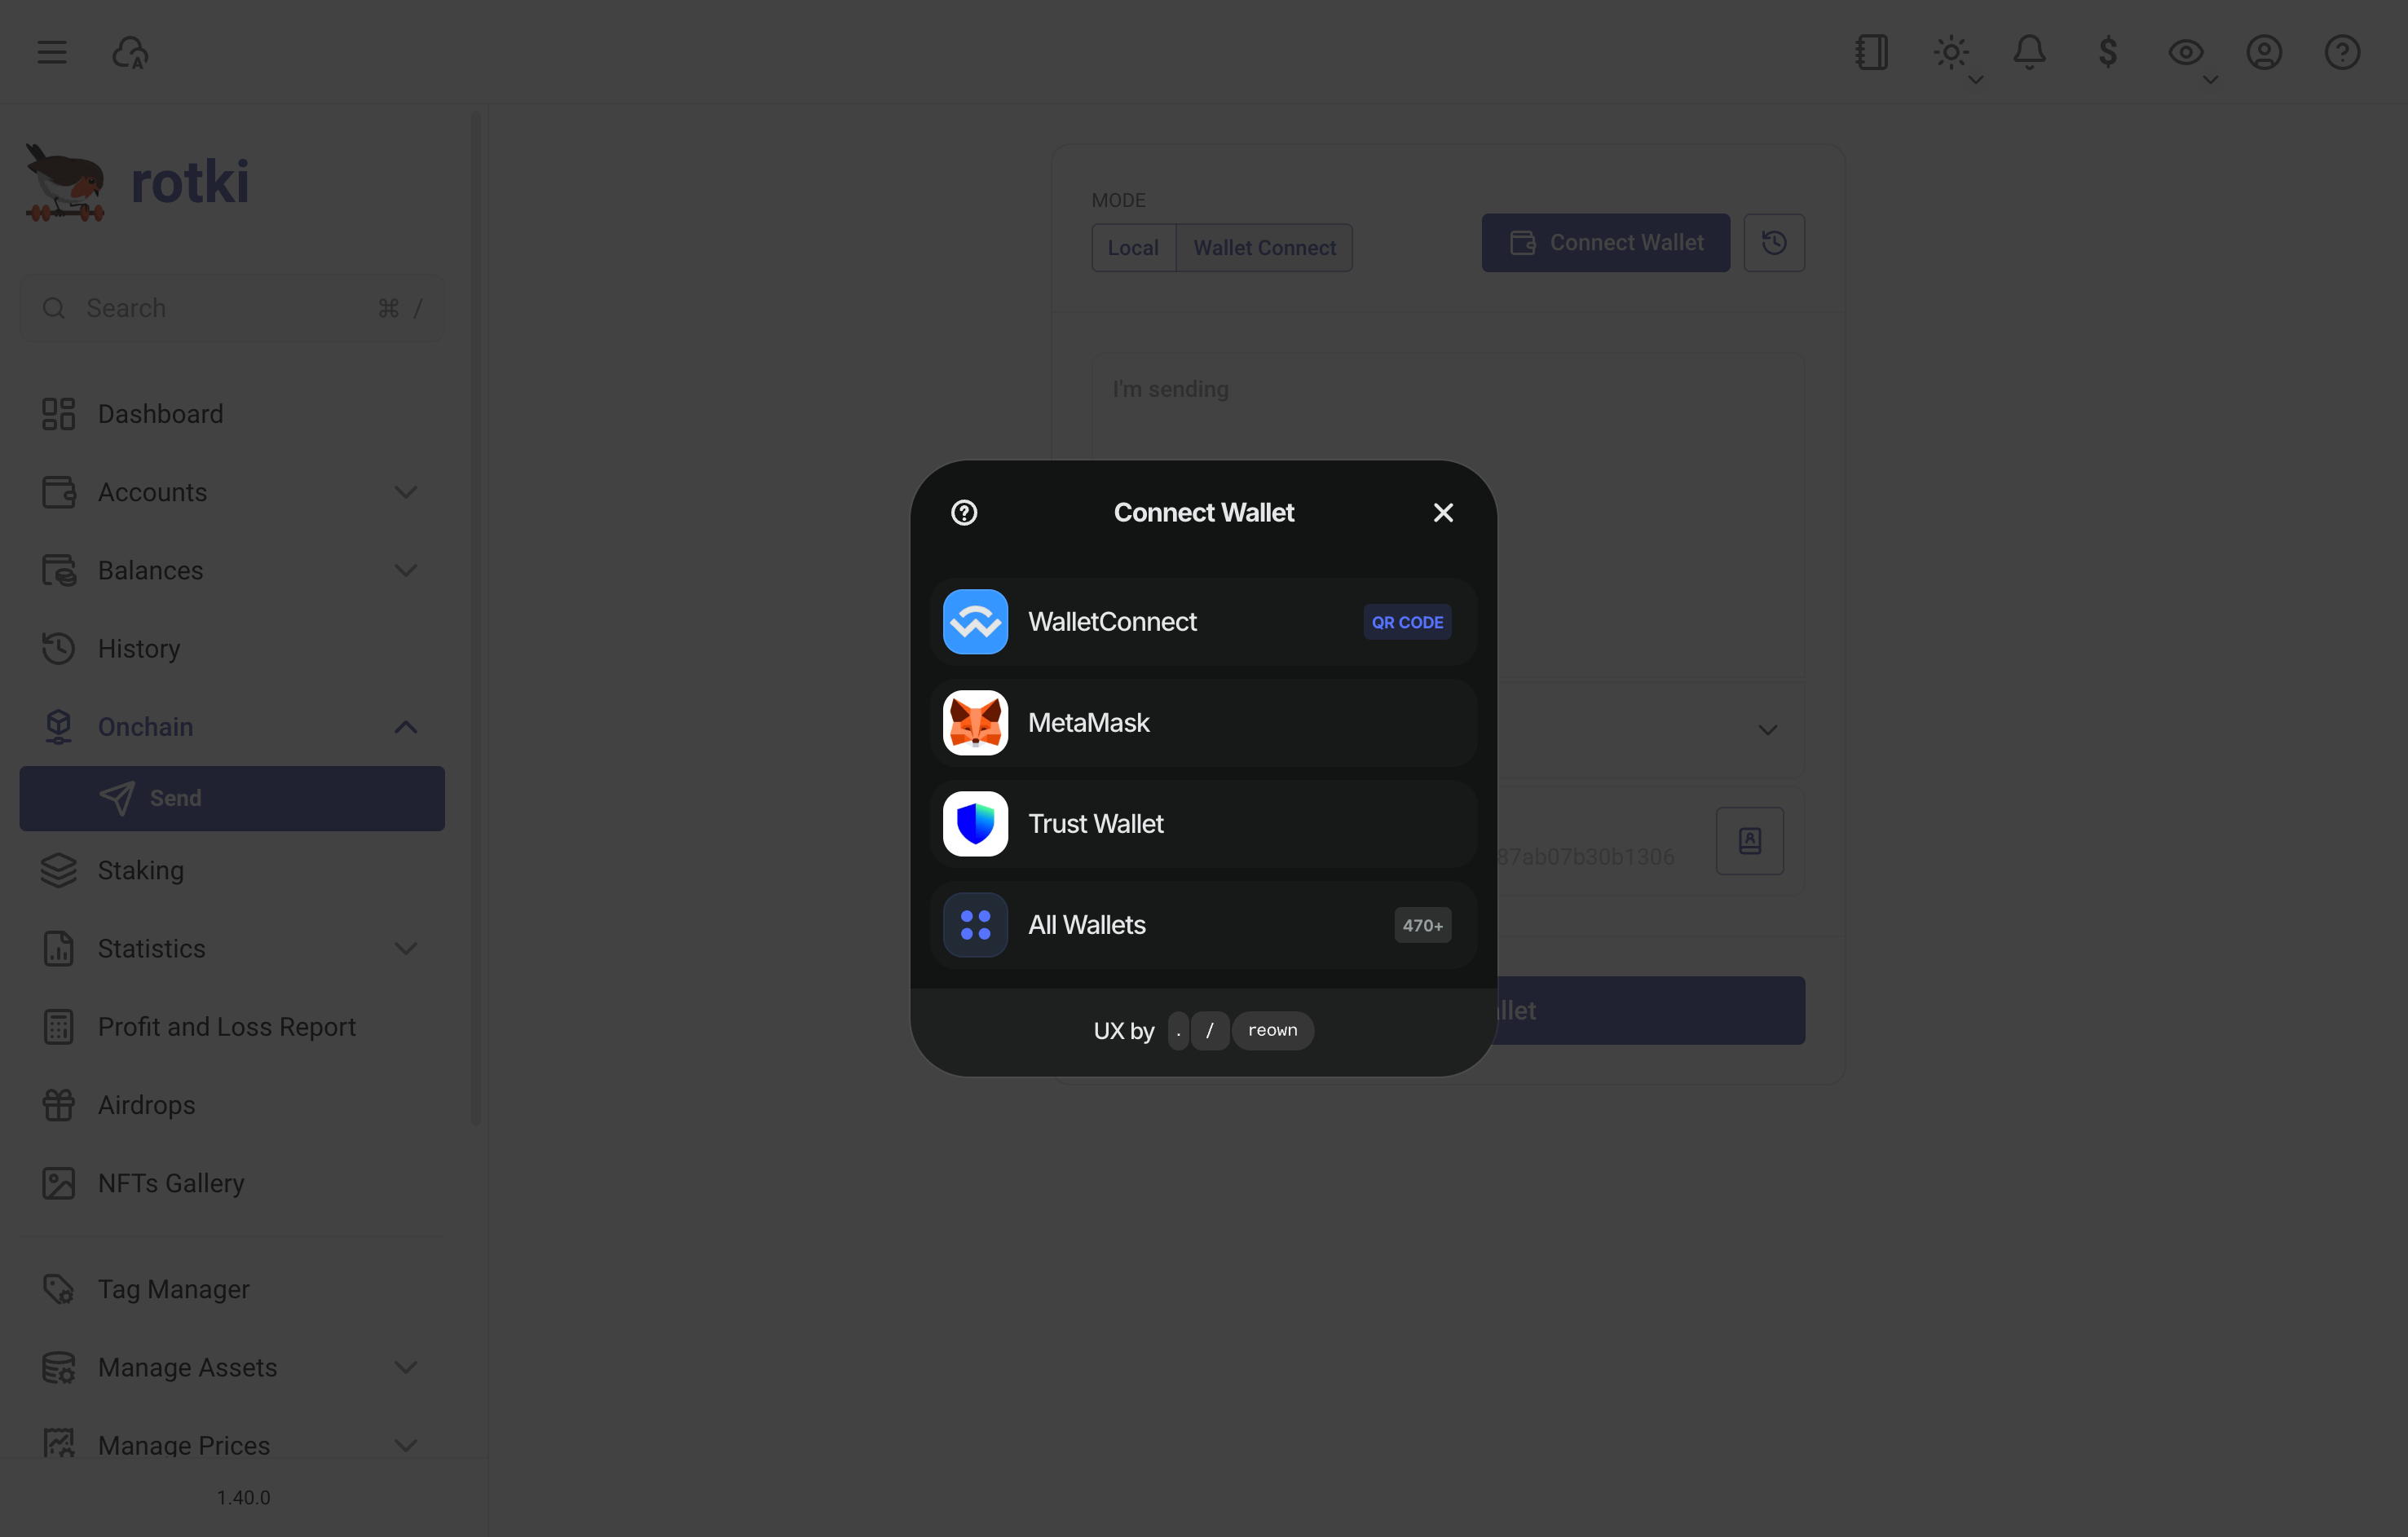 rotki
Search ⌘ /
Dashboard
Accounts
Balances
History
Onchain
Send
Staking
Statistics
Profit and Loss Report
Airdrops
NFTs Gallery
Tag Manager
Manage Assets
Manage Prices
1.40.0
MODE
Local Wallet Connect
Connect Wallet
I'm sending
Connect Wallet
WalletConnect QR CODE
MetaMask
Trust Wallet
All Wallets 470+
UX by . / reown
87ab07b30b1306